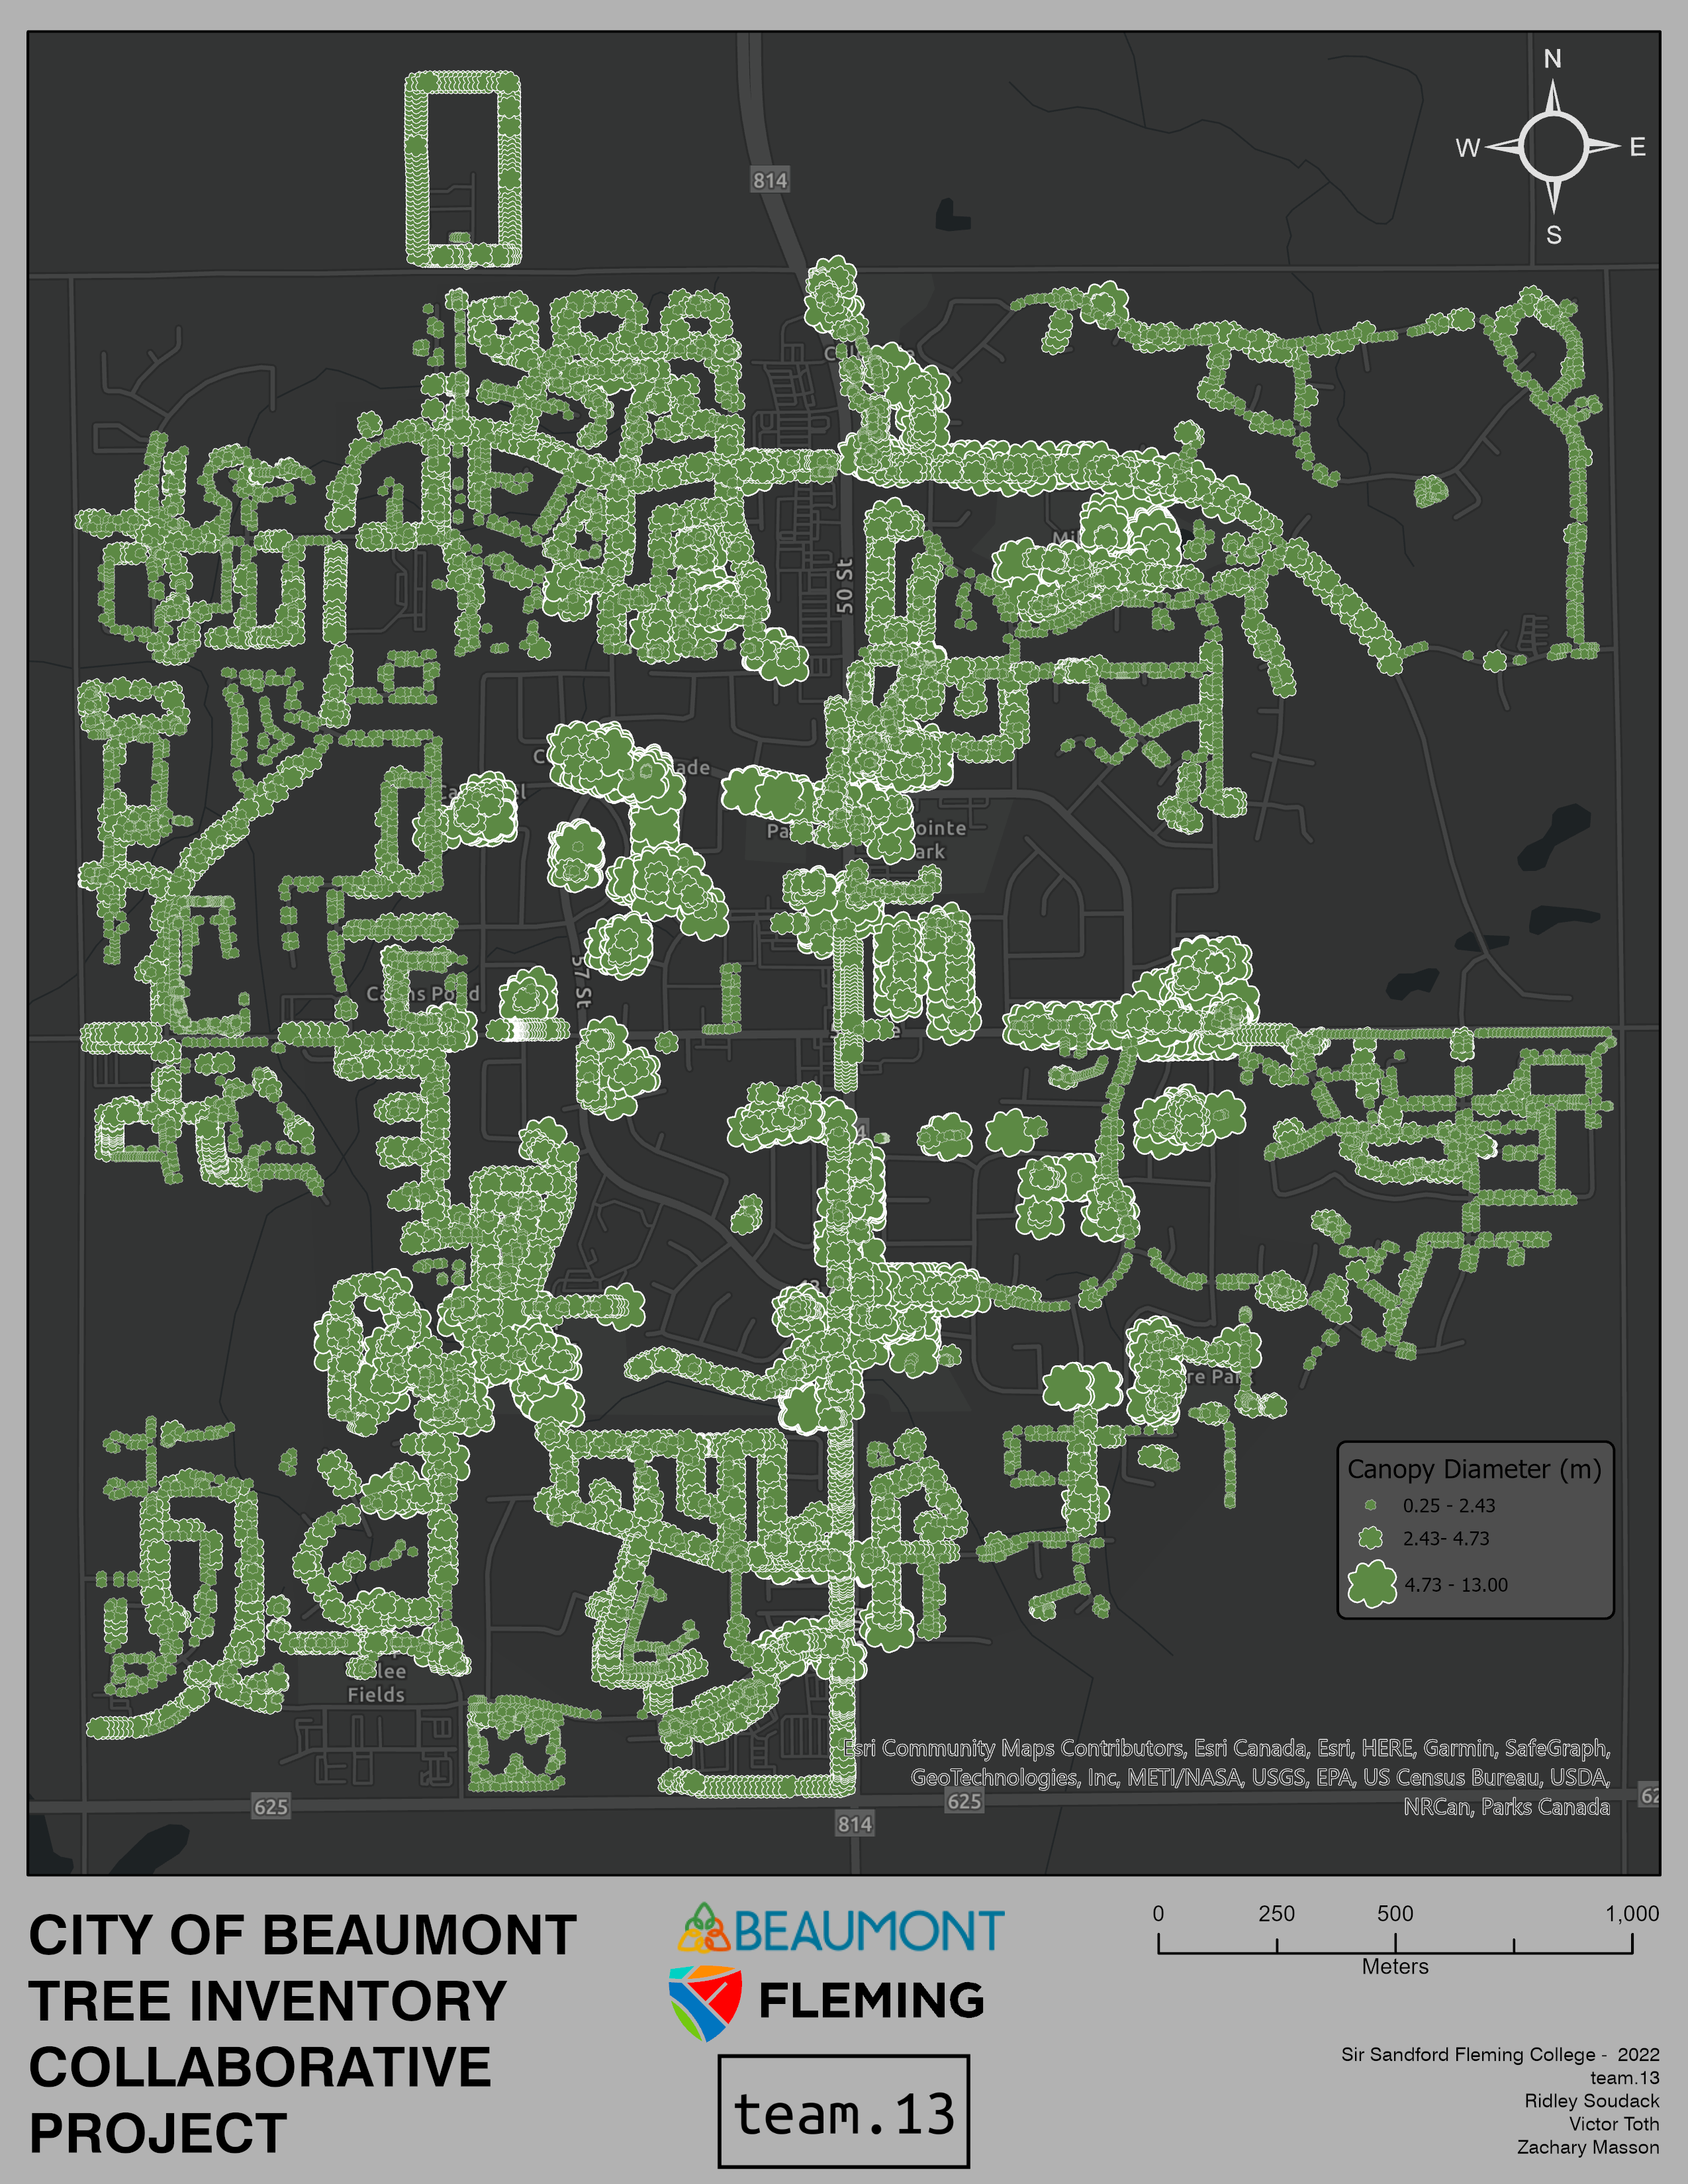 N
W E
S
814
50 St
57 St
Park
Fields
Canopy Diameter (m)
0.25 - 2.43
2.43- 4.73
4.73 - 13.00
Esri Community Maps Contributors, Esri Canada, Esri, HERE, Garmin, SafeGraph,
GeoTechnologies, Inc, METI/NASA, USGS, EPA, US Census Bureau, USDA,
NRCan, Parks Canada
625
625
814
CITY OF BEAUMONT
TREE INVENTORY
COLLABORATIVE
PROJECT
BEAUMONT
FLEMING
team.13
0 250 500 1,000
Meters
Sir Sandford Fleming College - 2022
team.13
Ridley Soudack
Victor Toth
Zachary Masson